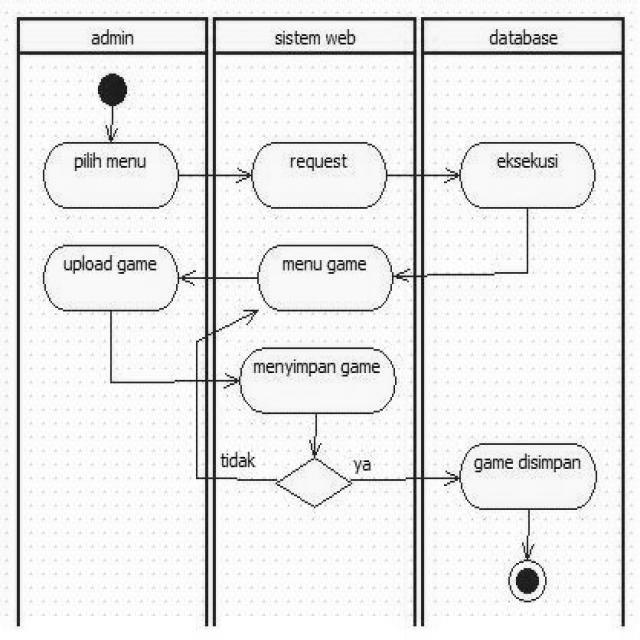 admin
sistem web
database
pilih menu
request
eksekusi
upload game
menu game
menyimpan game
tidak
ya
game disimpan